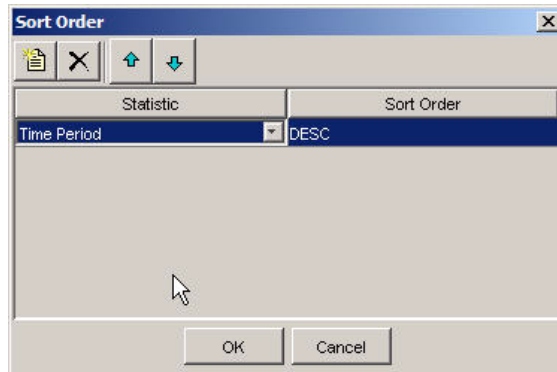 Sort Order
Statistic Sort Order
Time Period DESC
OK Cancel